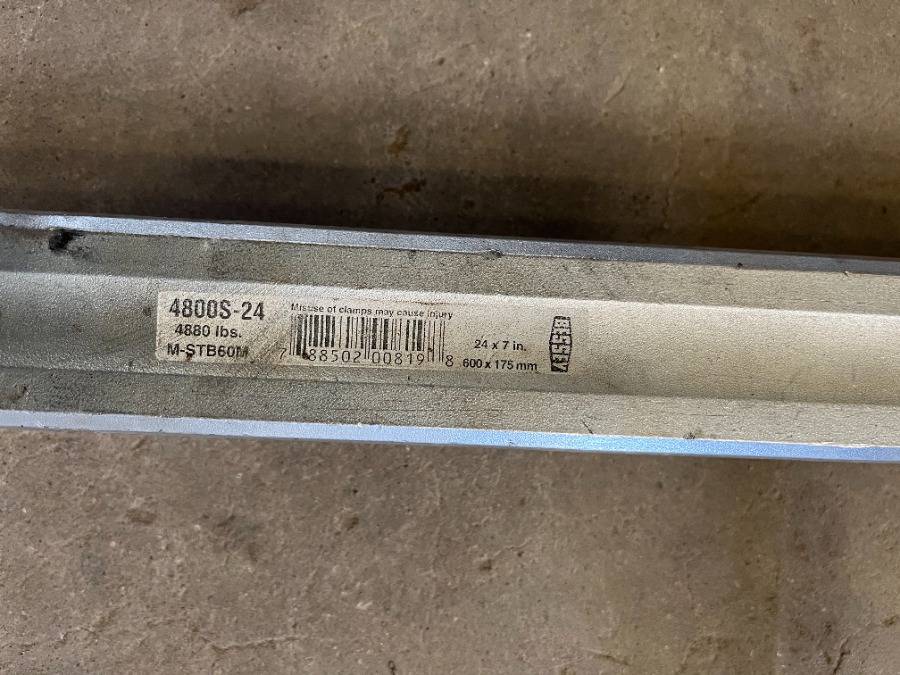 4800S-24
4880 lbs.
M-STB60M
Misuse of clamps may cause injury
7 88502 00819 8
24 x 7 in.
600 x 175 mm
BESSEY